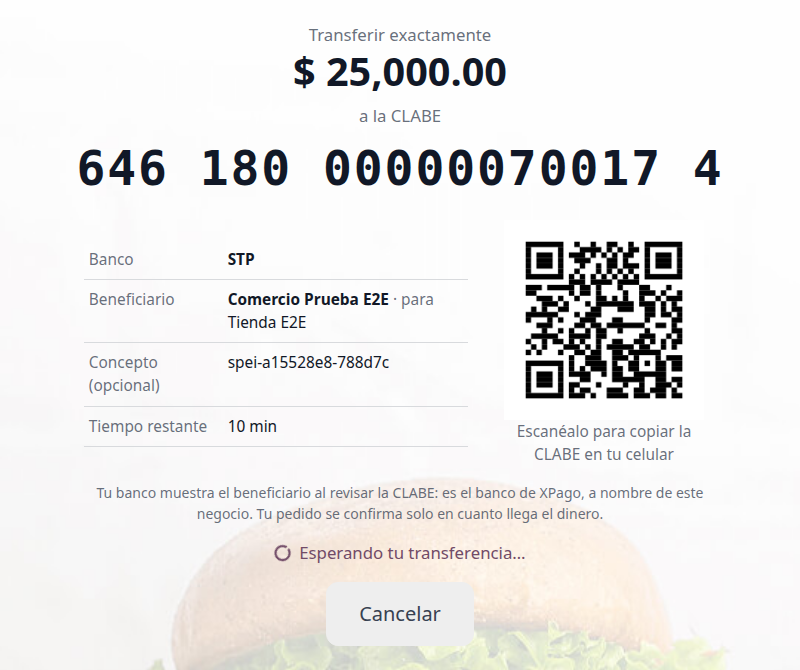 Transferir exactamente
$ 25,000.00
a la CLABE
646 180 00000070017 4
Banco STP
Beneficiario Comercio Prueba E2E · para
Tienda E2E
Concepto spei-a15528e8-788d7c
(opcional)
Tiempo restante 10 min
Escanéalo para copiar la
CLABE en tu celular
Tu banco muestra el beneficiario al revisar la CLABE: es el banco de XPago, a nombre de este
negocio. Tu pedido se confirma solo en cuanto llega el dinero.
Esperando tu transferencia...
Cancelar